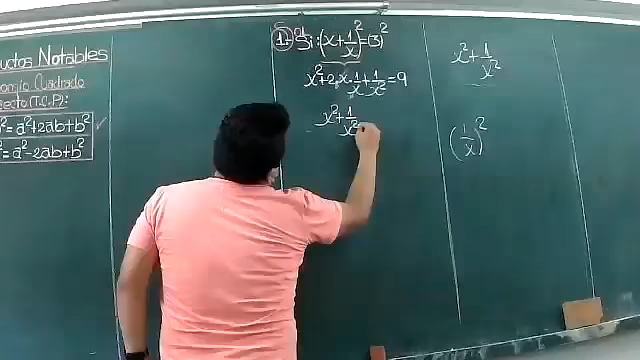 uctos Notables
omio Cuadrado
ecto (T.C.P):
² = a²+2ab+b² ✓
² = a²-2ab+b²
1. Si: (x+1/x)²=(3)²
x²+2.x.1/x+1/x²=9
x²+1/x²
x²+1/x²
(1/x)²